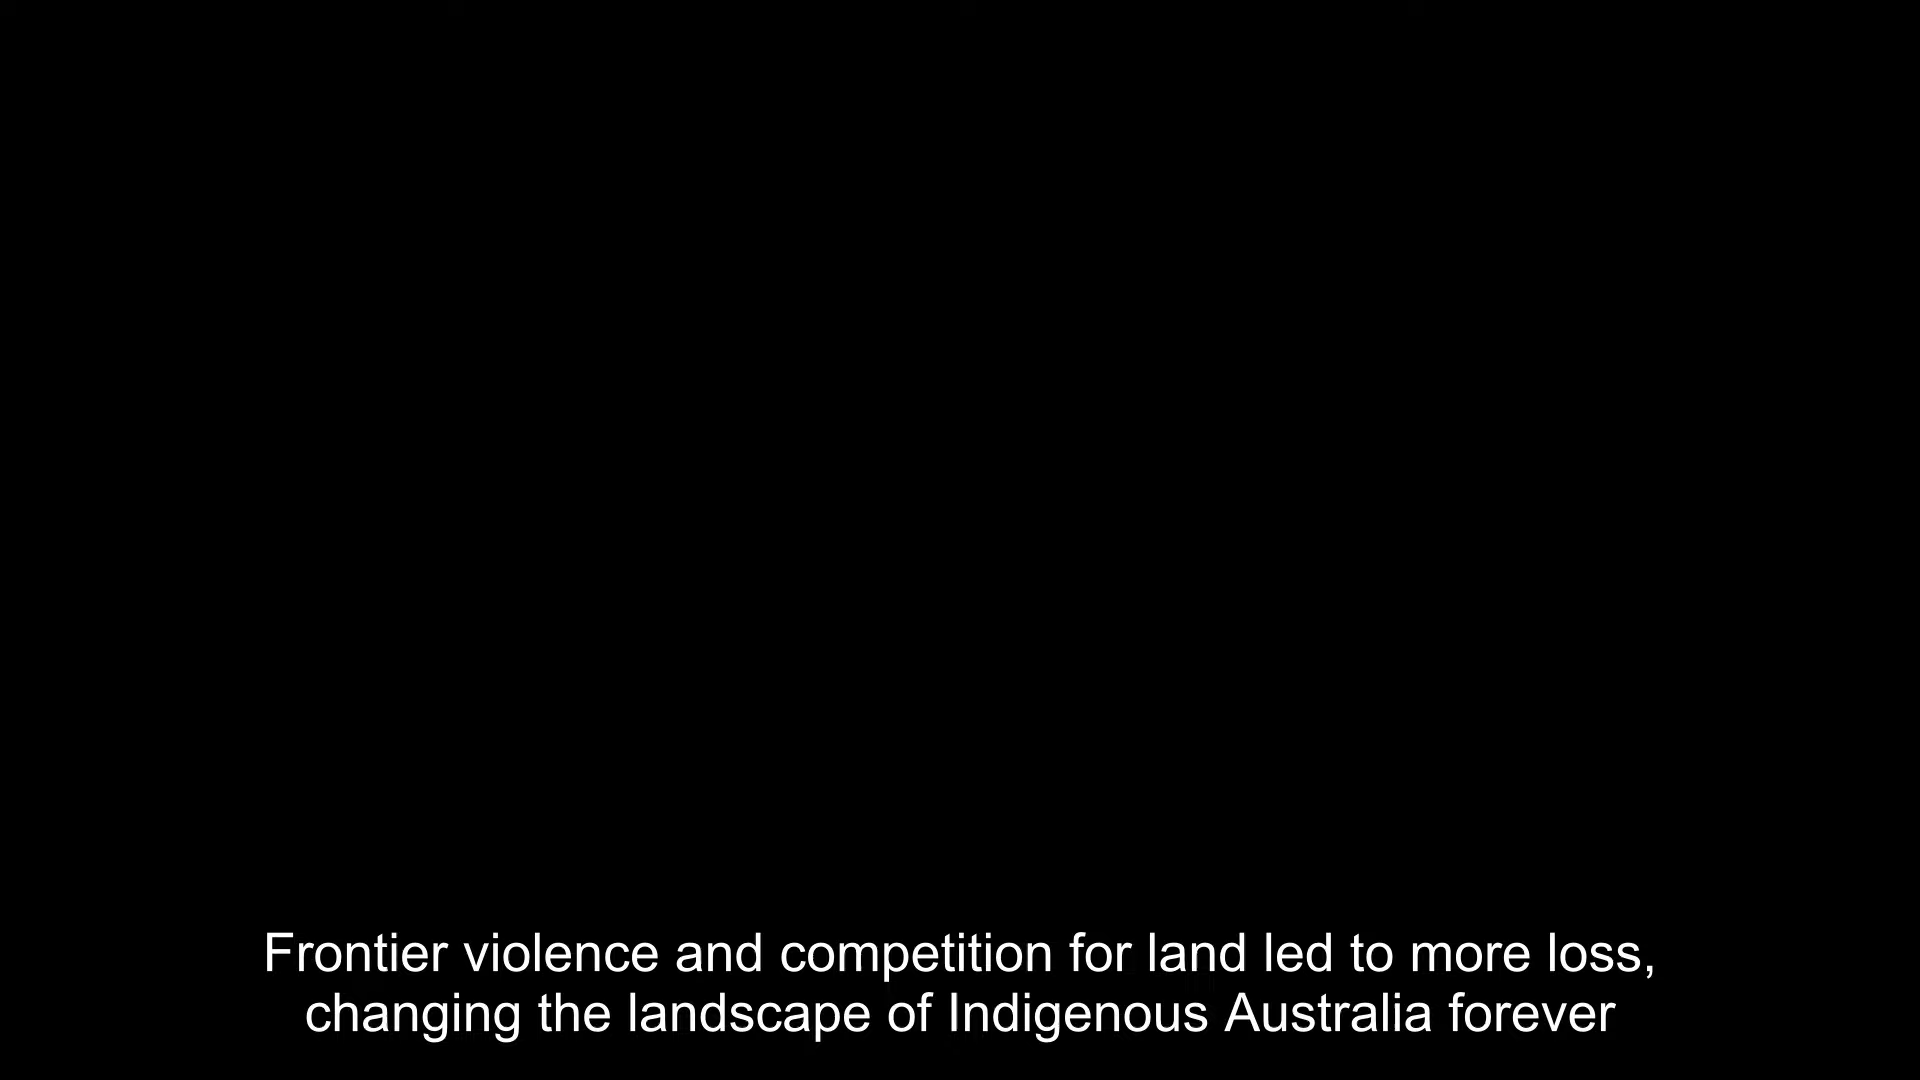 Frontier violence and competition for land led to more loss,
changing the landscape of Indigenous Australia forever